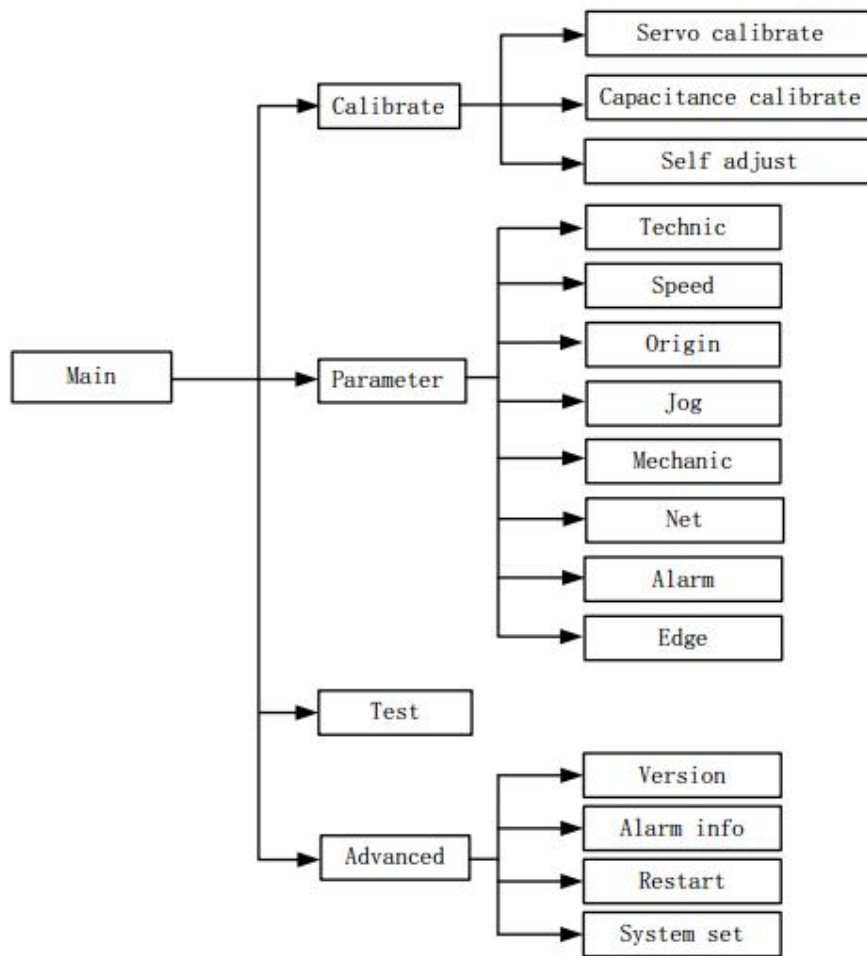 Main
Calibrate
Servo calibrate
Capacitance calibrate
Self adjust
Parameter
Technic
Speed
Origin
Jog
Mechanic
Net
Alarm
Edge
Test
Advanced
Version
Alarm info
Restart
System set